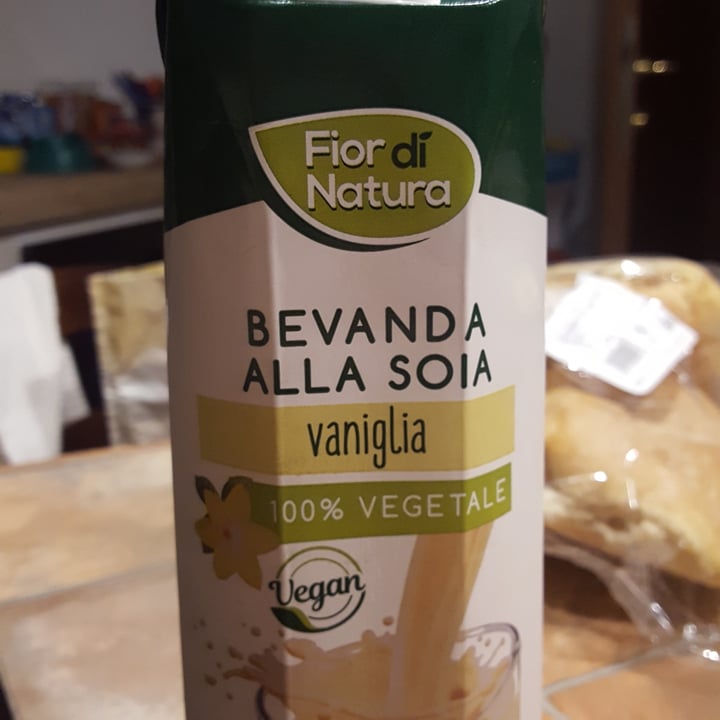 Fior di
Natura
BEVANDA
ALLA SOIA
vaniglia
100% VEGETALE
Vegan